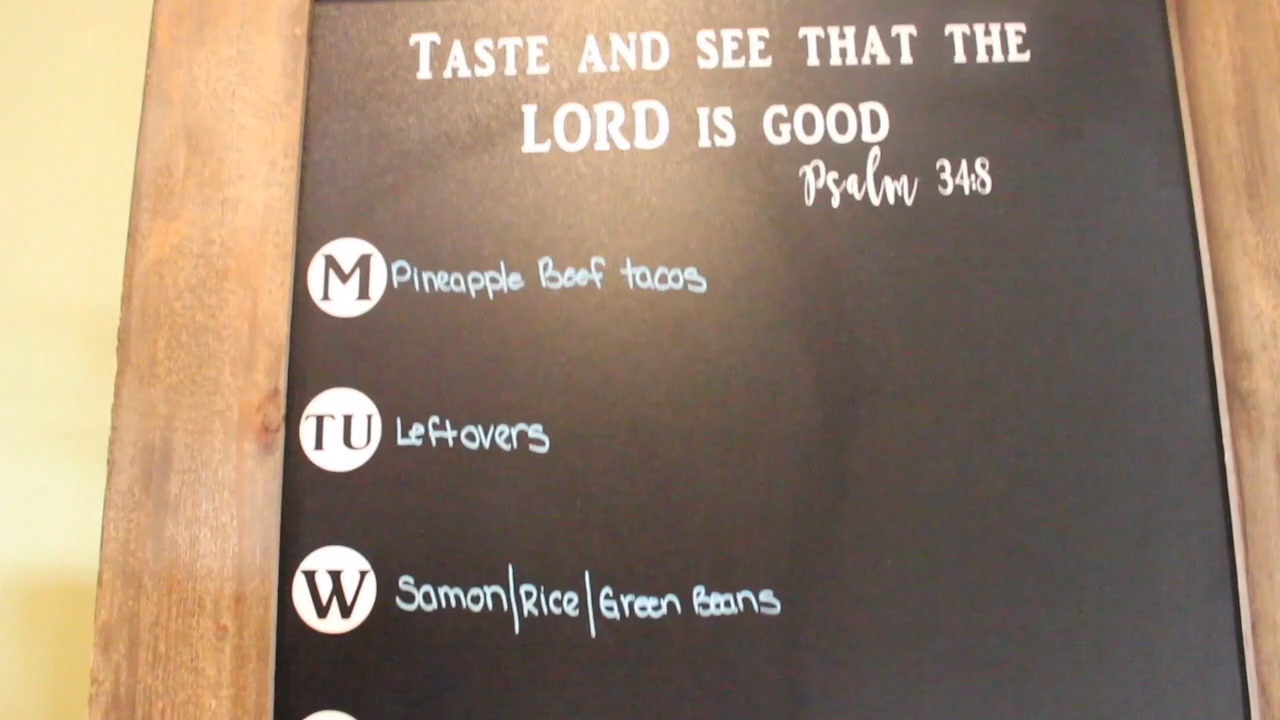 TASTE AND SEE THAT THE
LORD IS GOOD
Psalm 34:8
M Pineapple Beef tacos
TU Leftovers
W Samon/Rice/Green Beans